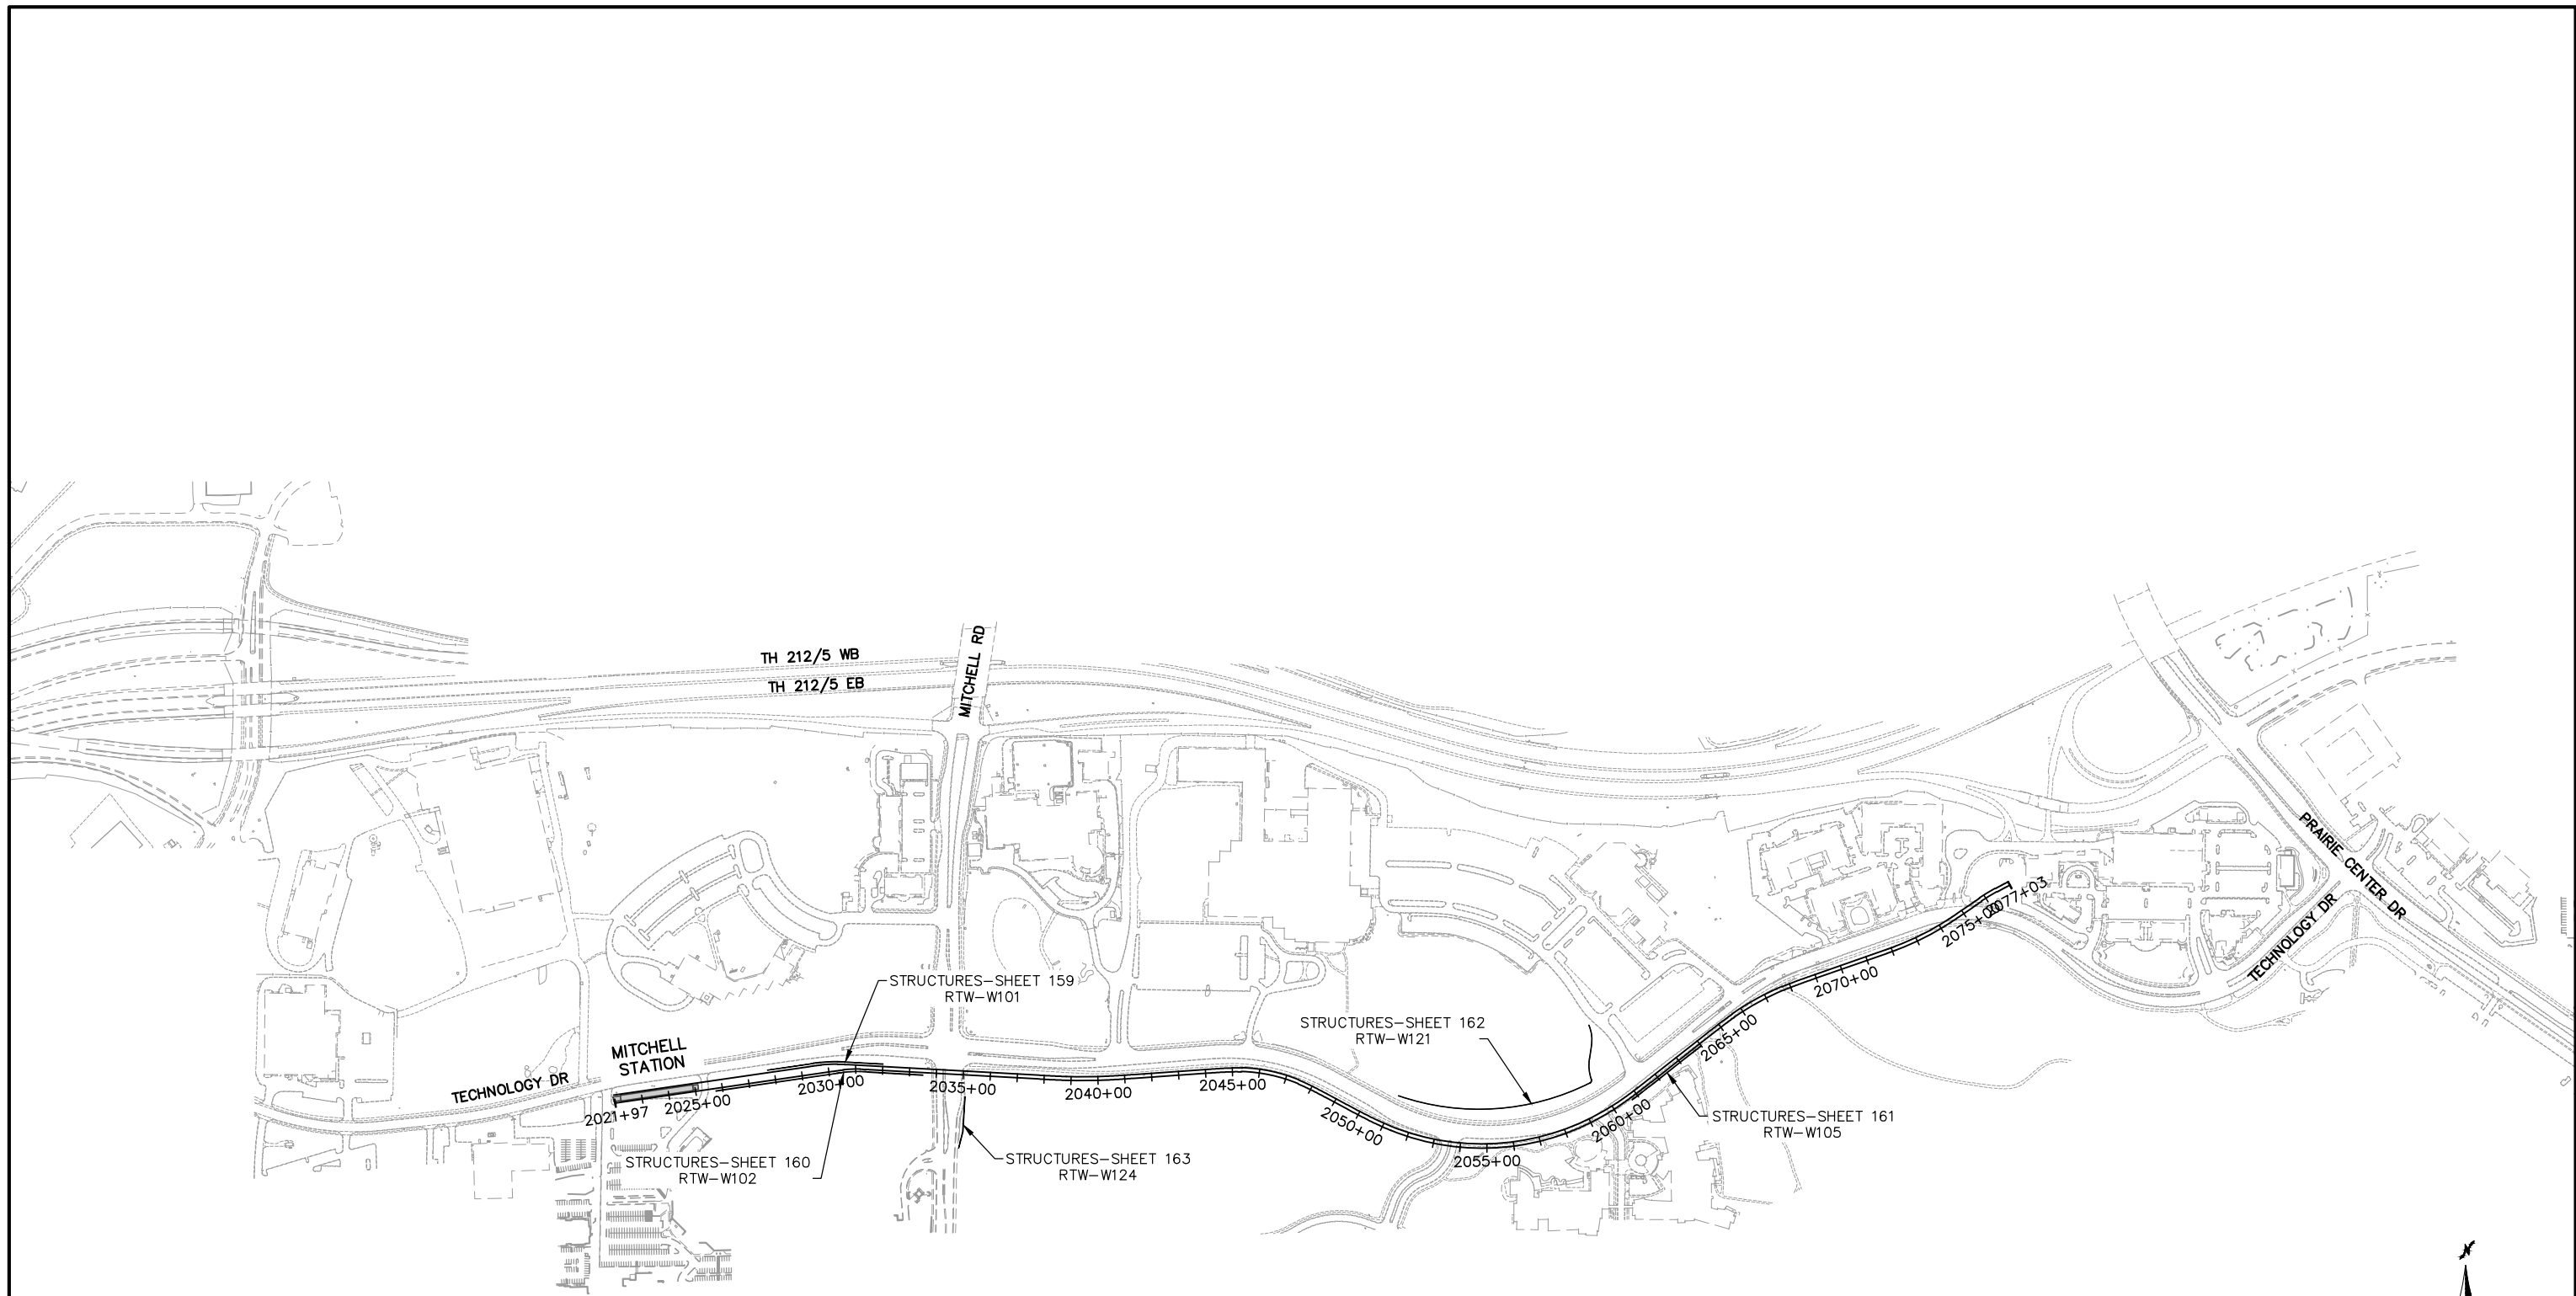 TH 212/5 WB
TH 212/5 EB
MITCHELL RD
PRAIRIE CENTER DR
TECHNOLOGY DR
STRUCTURES-SHEET 159
RTW-W101
STRUCTURES-SHEET 162
RTW-W121
MITCHELL
STATION
TECHNOLOGY DR
2021+97
2025+00
2030+00
2035+00
2040+00
2045+00
2050+00
2055+00
2060+00
2065+00
2070+00
2075+00
2077+03
STRUCTURES-SHEET 161
RTW-W105
STRUCTURES-SHEET 160
RTW-W102
STRUCTURES-SHEET 163
RTW-W124